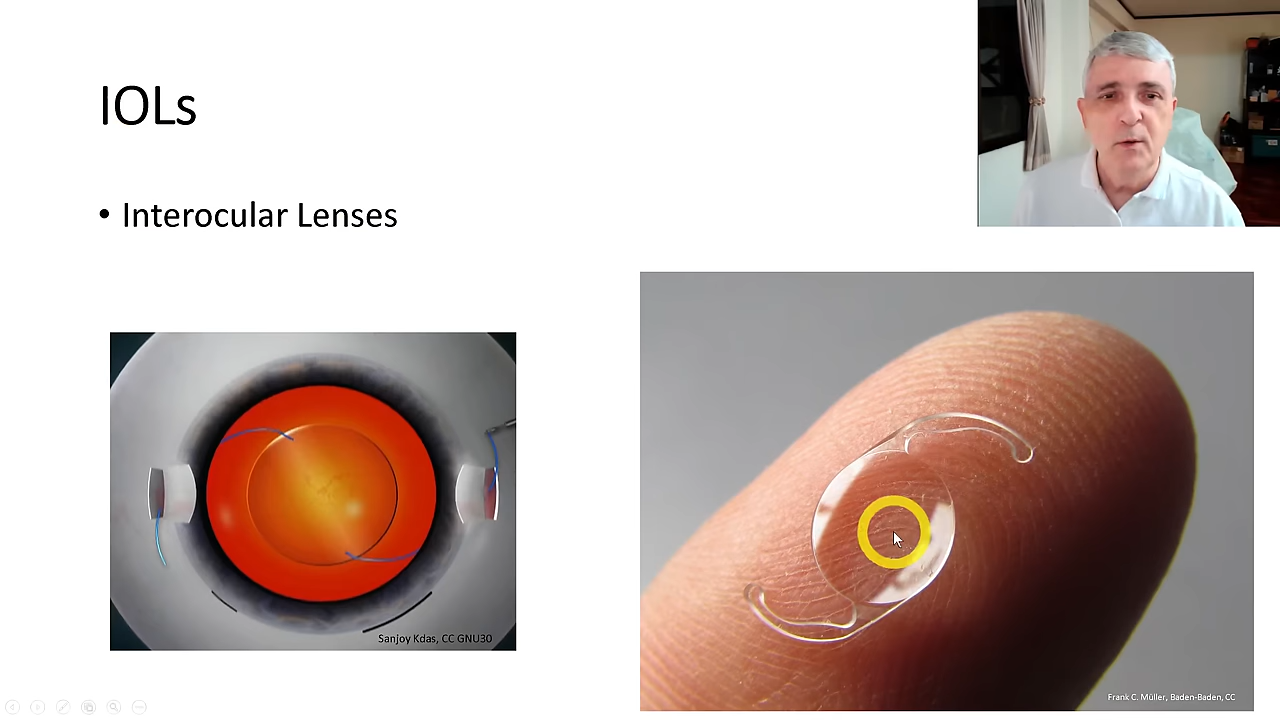 IOLs
• Interocular Lenses
Sanjoy Kdas, CC GNU30
Frank C. Müller, Baden-Baden, CC